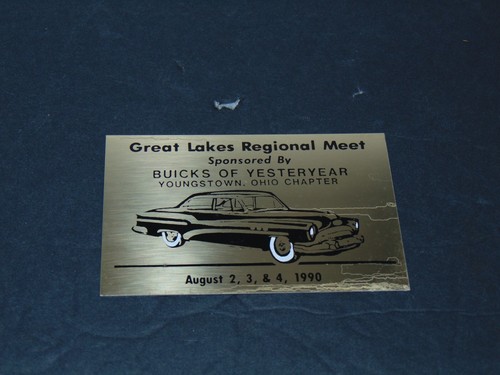 Great Lakes Regional Meet
Sponsored By
BUICKS OF YESTERYEAR
YOUNGSTOWN, OHIO CHAPTER
August 2, 3, & 4, 1990